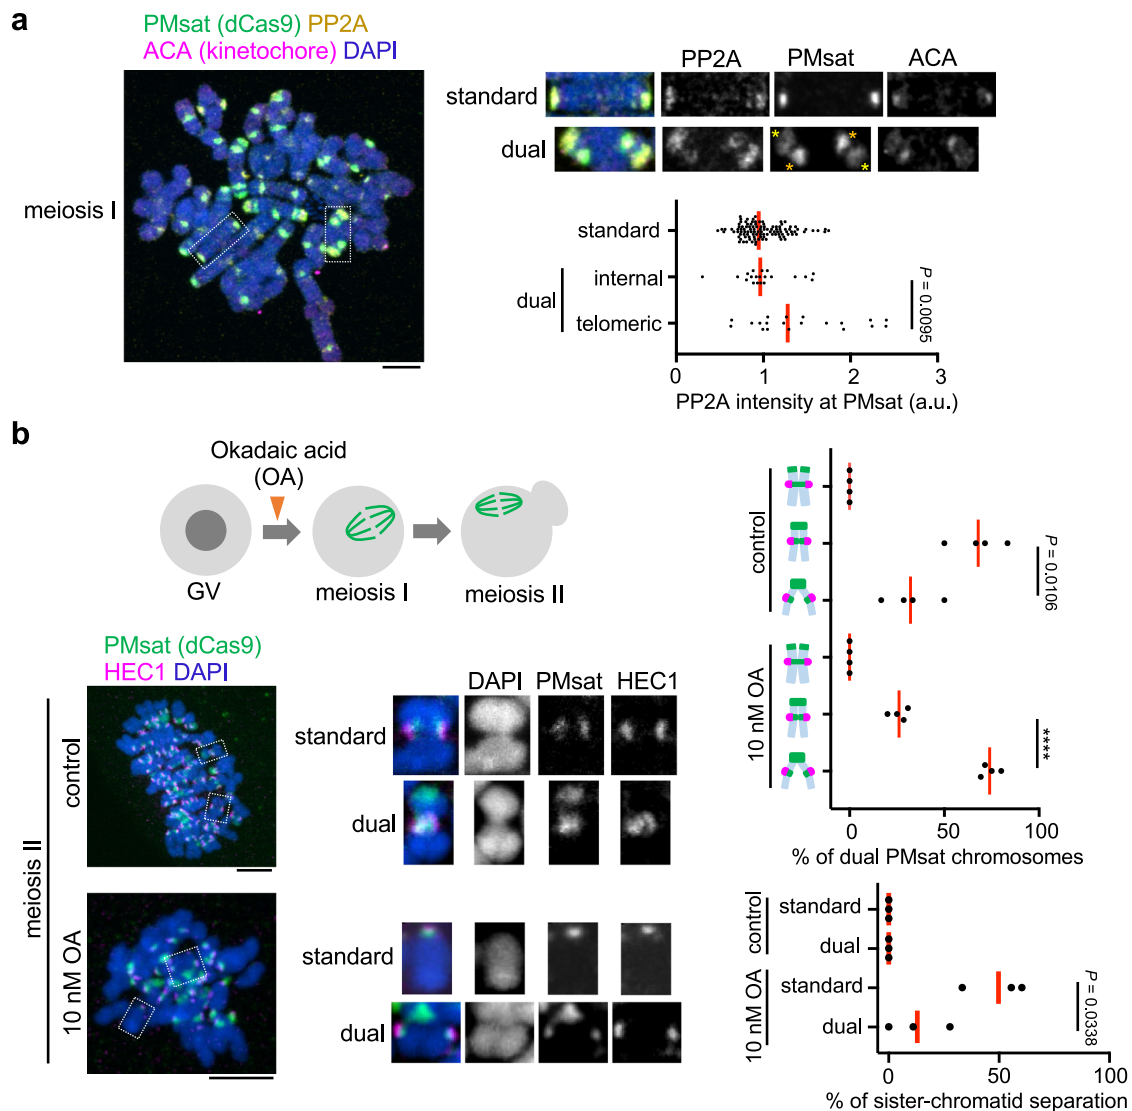 a
PMsat (dCas9) PP2A
ACA (kinetochore) DAPI
meiosis I
PP2A PMsat ACA
standard
dual
* *
* *
standard
internal
dual
telomeric
P = 0.0095
0 1 2 3
PP2A intensity at PMsat (a.u.)
b
Okadaic acid
(OA)
GV
meiosis I
meiosis II
PMsat (dCas9)
HEC1 DAPI
meiosis II
control
10 nM OA
DAPI PMsat HEC1
standard
dual
standard
dual
control
10 nM OA
P = 0.0106
****
0 50 100
% of dual PMsat chromosomes
control
standard
dual
10 nM OA
standard
dual
P = 0.0338
0 50 100
% of sister-chromatid separation